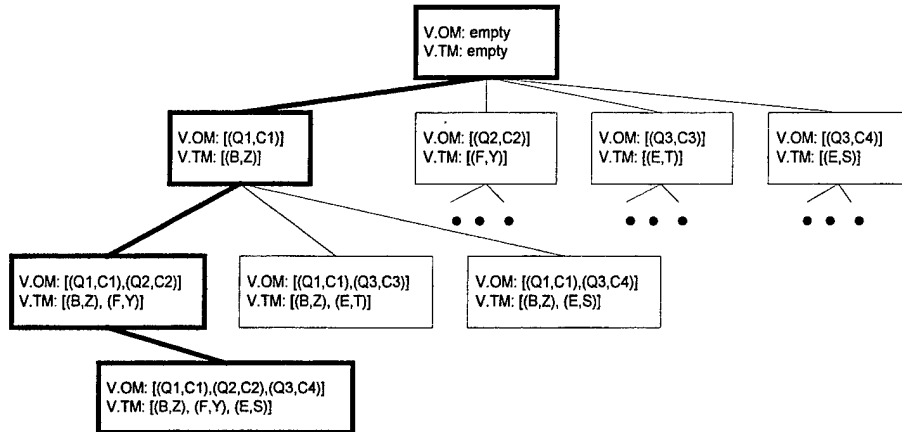 V.OM: empty
V.TM: empty
V.OM: [(Q1,C1)]
V.TM: [(B,Z)]
V.OM: [(Q2,C2)]
V.TM: [(F,Y)]
V.OM: [(Q3,C3)]
V.TM: [(E,T)]
V.OM: [(Q3,C4)]
V.TM: [(E,S)]
V.OM: [(Q1,C1),(Q2,C2)]
V.TM: [(B,Z), (F,Y)]
V.OM: [(Q1,C1),(Q3,C3)]
V.TM: [(B,Z), (E,T)]
V.OM: [(Q1,C1),(Q3,C4)]
V.TM: [(B,Z), (E,S)]
V.OM: [(Q1,C1),(Q2,C2),(Q3,C4)]
V.TM: [(B,Z), (F,Y), (E,S)]